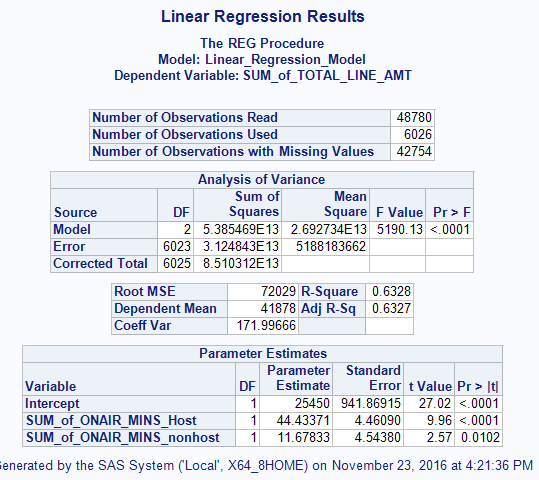 Linear Regression Results
The REG Procedure
Model: Linear_Regression_Model
Dependent Variable: SUM_of_TOTAL_LINE_AMT
Number of Observations Read 48780
Number of Observations Used 6026
Number of Observations with Missing Values 42754
Analysis of Variance
Source DF Sum of Squares Mean Square F Value Pr > F
Model 2 5.385469E13 2.692734E13 5190.13 <.0001
Error 6023 3.124843E13 5188183662
Corrected Total 6025 8.510312E13
Root MSE 72029 R-Square 0.6328
Dependent Mean 41878 Adj R-Sq 0.6327
Coeff Var 171.99666
Parameter Estimates
Variable DF Parameter Estimate Standard Error t Value Pr > |t|
Intercept 1 25450 941.86915 27.02 <.0001
SUM_of_ONAIR_MINS_Host 1 44.43371 4.46090 9.96 <.0001
SUM_of_ONAIR_MINS_nonhost 1 11.67833 4.54380 2.57 0.0102
enerated by the SAS System ('Local', X64_8HOME) on November 23, 2016 at 4:21:36 PM